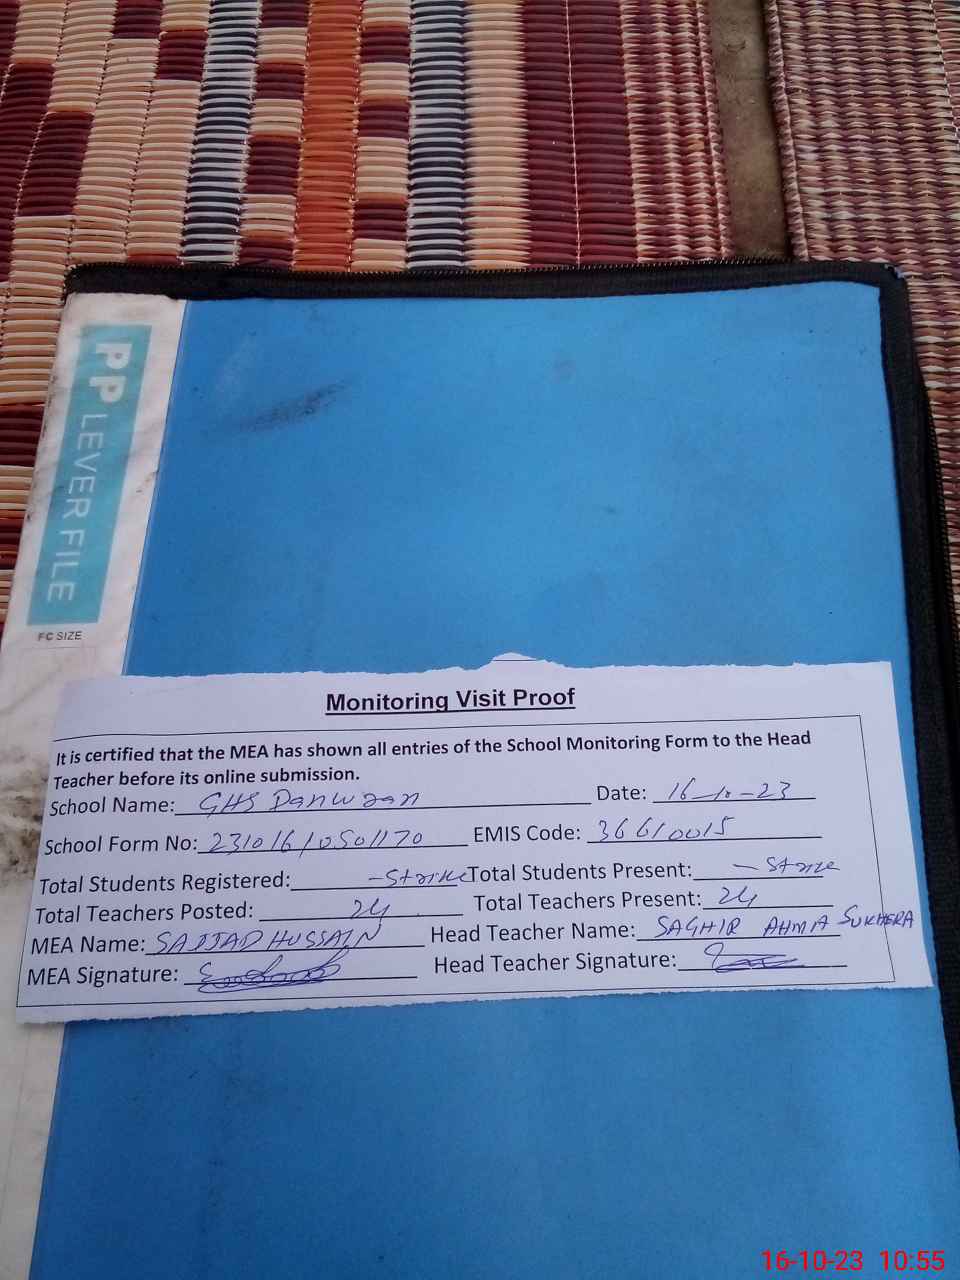 PP LEVER FILE
FC SIZE
Monitoring Visit Proof
It is certified that the MEA has shown all entries of the School Monitoring Form to the Head
Teacher before its online submission.
School Name: GHS Danwran Date: 16-10-23
School Form No: 231016/0501170 EMIS Code: 36610015
Total Students Registered: -Strike Total Students Present: -Strike
Total Teachers Posted: 24 Total Teachers Present: 24
MEA Name: SAJJAD HUSSAIN Head Teacher Name: SAGHIR AHMA SUKHERA
MEA Signature: Head Teacher Signature:
16-10-23 10:55